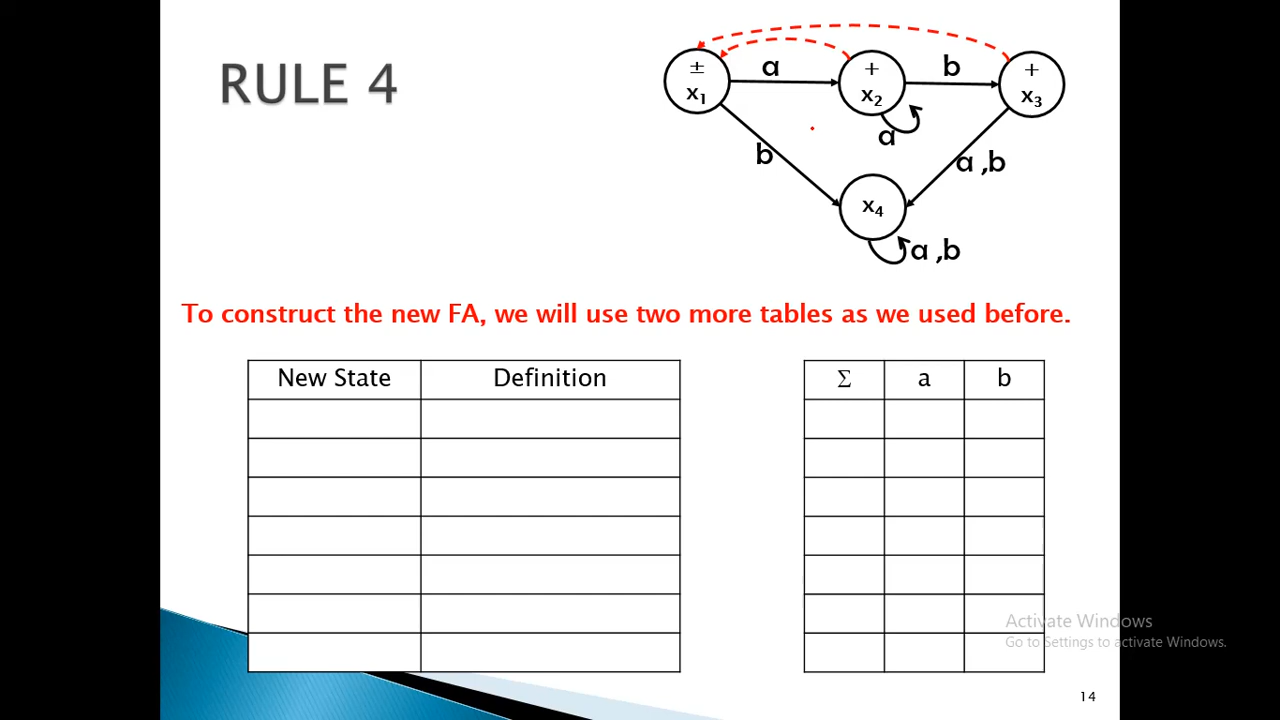 RULE 4
± a + b +
x₁ x₂ x₃
a
b a ,b
x₄
a ,b
To construct the new FA, we will use two more tables as we used before.
New State Definition Σ a b
Activate Windows
Go to Settings to activate Windows.
14